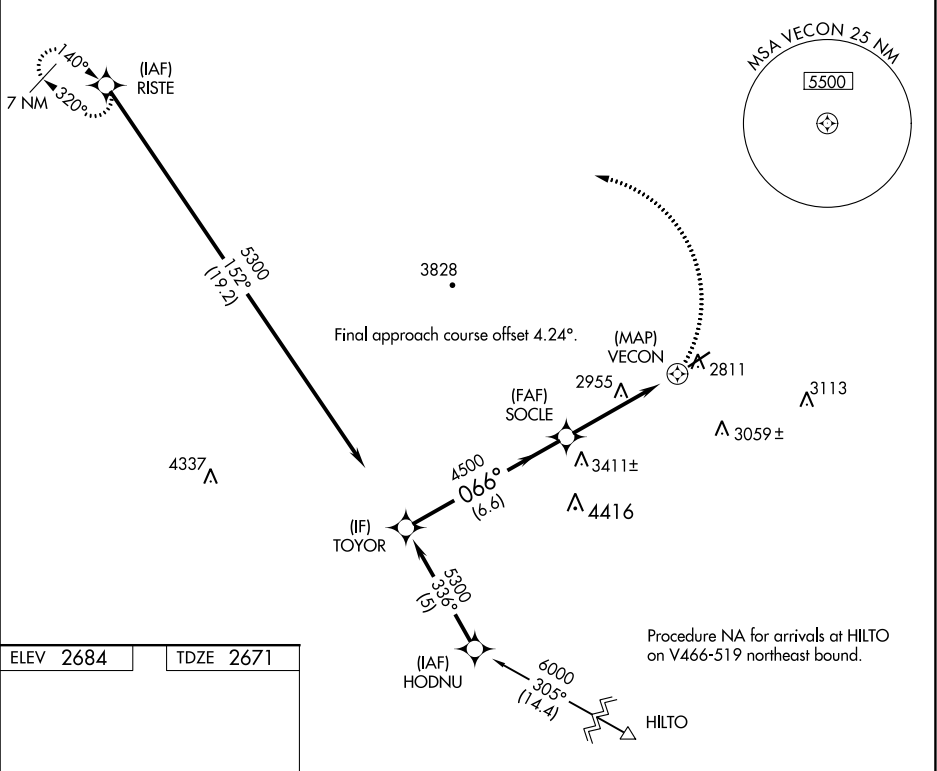 MSA VECON 25 NM
5500
140°
320°
7 NM
(IAF)
RISTE
5300
152°
(19.2)
3828
Final approach course offset 4.24°.
(MAP)
VECON
2811
2955
3113
(FAF)
SOCLE
3059 ±
3411±
4337
4500
066°
(6.6)
4416
(IF)
TOYOR
5300
336°
(5)
Procedure NA for arrivals at HILTO
on V466-519 northeast bound.
ELEV 2684
TDZE 2671
(IAF)
HODNU
6000
305°
(14.4)
HILTO